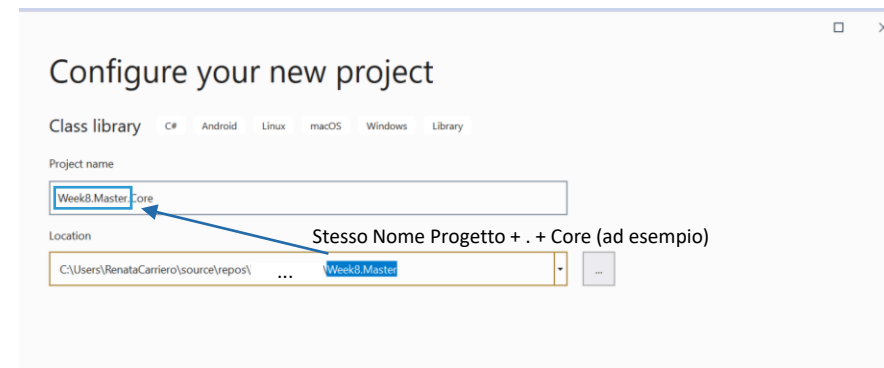 Configure your new project
Class library C# Android Linux macOS Windows Library
Project name
Week8.Master.Core
Location
Stesso Nome Progetto + . + Core (ad esempio)
C:\Users\RenataCarriero\source\repos\ ... \Week8.Master ...